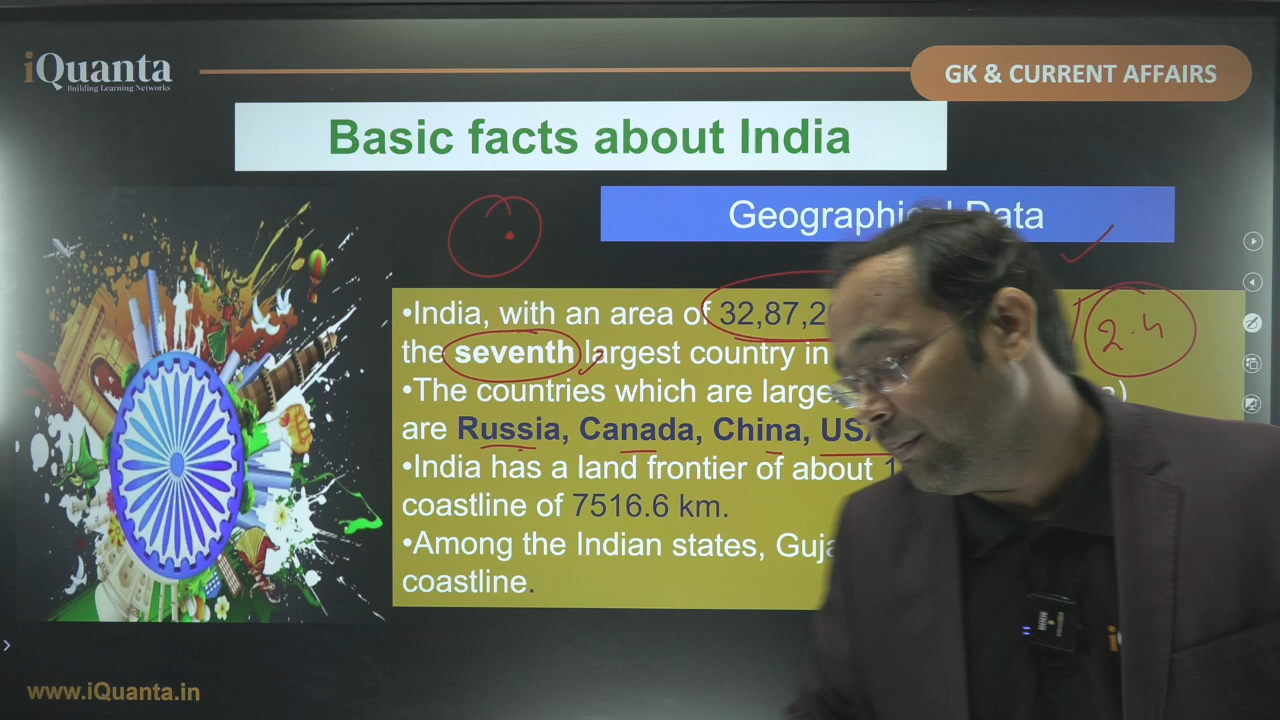 iQuanta
Building Learning Networks
GK & CURRENT AFFAIRS
Basic facts about India
Data
2.4
•India, with an area of 32,87,2
the seventh largest country in
•The countries which are large
are Russia, Canada, China, USA
•India has a land frontier of about 1
coastline of 7516.6 km.
•Among the Indian states, Guja
coastline.
www.iQuanta.in